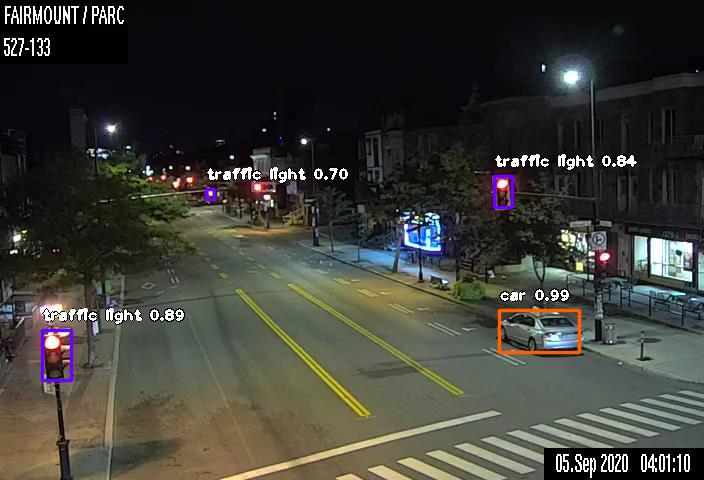 FAIRMOUNT / PARC
527-133
traffic light 0.84
traffic light 0.70
car 0.99
traffic light 0.89
05.Sep 2020 04:01:10